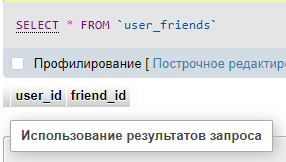 SELECT * FROM `user_friends`
Профилирование [ Построчное редактир
user_id friend_id
Использование результатов запроса